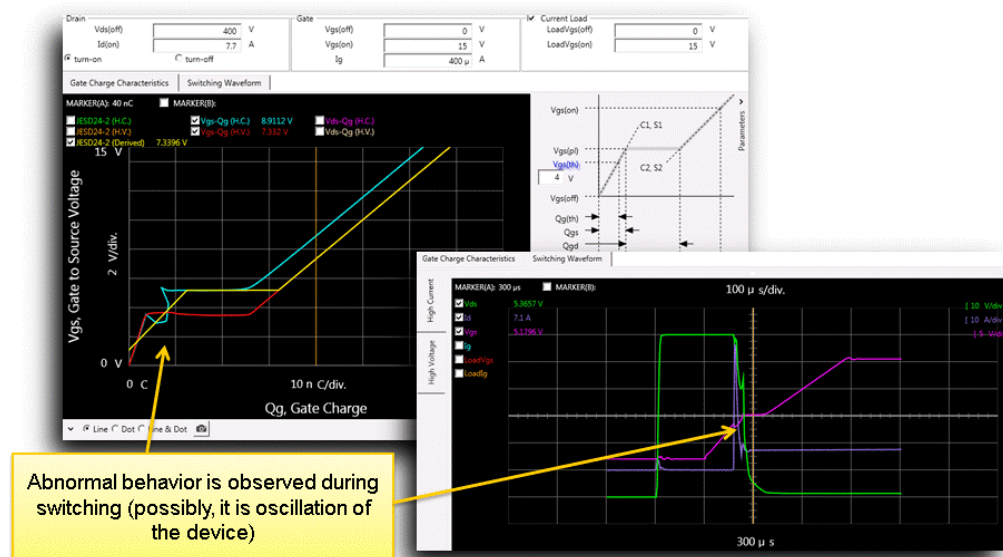 Drain
Vds(off) 400 V
Id(on) 7.7 A
turn-on turn-off
Gate
Vgs(off) 0 V
Vgs(on) 15 V
Ig 400 μ A
Current Load
LoadVgs(off) 0 V
LoadVgs(on) 15 V
Gate Charge Characteristics Switching Waveform
MARKER(A): 40 nC MARKER(B):
JESD24-2 (H.C.) Vgs-Qg (H.C.) 8.9112 V Vds-Qg (H.C.)
JESD24-2 (H.V.) Vgs-Qg (H.V.) 7.332 V Vds-Qg (H.V.)
JESD24-2 (Derived) 7.3396 V
15 V
Vgs, Gate to Source Voltage
2 V/div.
0 V
0 C 10 n C/div.
Qg, Gate Charge
Line Dot Line & Dot
Parameters
Vgs(on)
C1, S1
Vgs(pl)
Vgs(th)
4 V
C2, S2
Vgs(off)
Qg(th)
Qgs
Qgd
Gate Charge Characteristics Switching Waveform
High Current
High Voltage
MARKER(A): 300 μs MARKER(B):
100 μ s/div.
Vds 5.3657 V
Id 7.1 A
Vgs 5.1796 V
Ig
LoadVgs
LoadIg
[ 10 V/div
[ 10 A/div
300 μ s
Abnormal behavior is observed during
switching (possibly, it is oscillation of
the device)